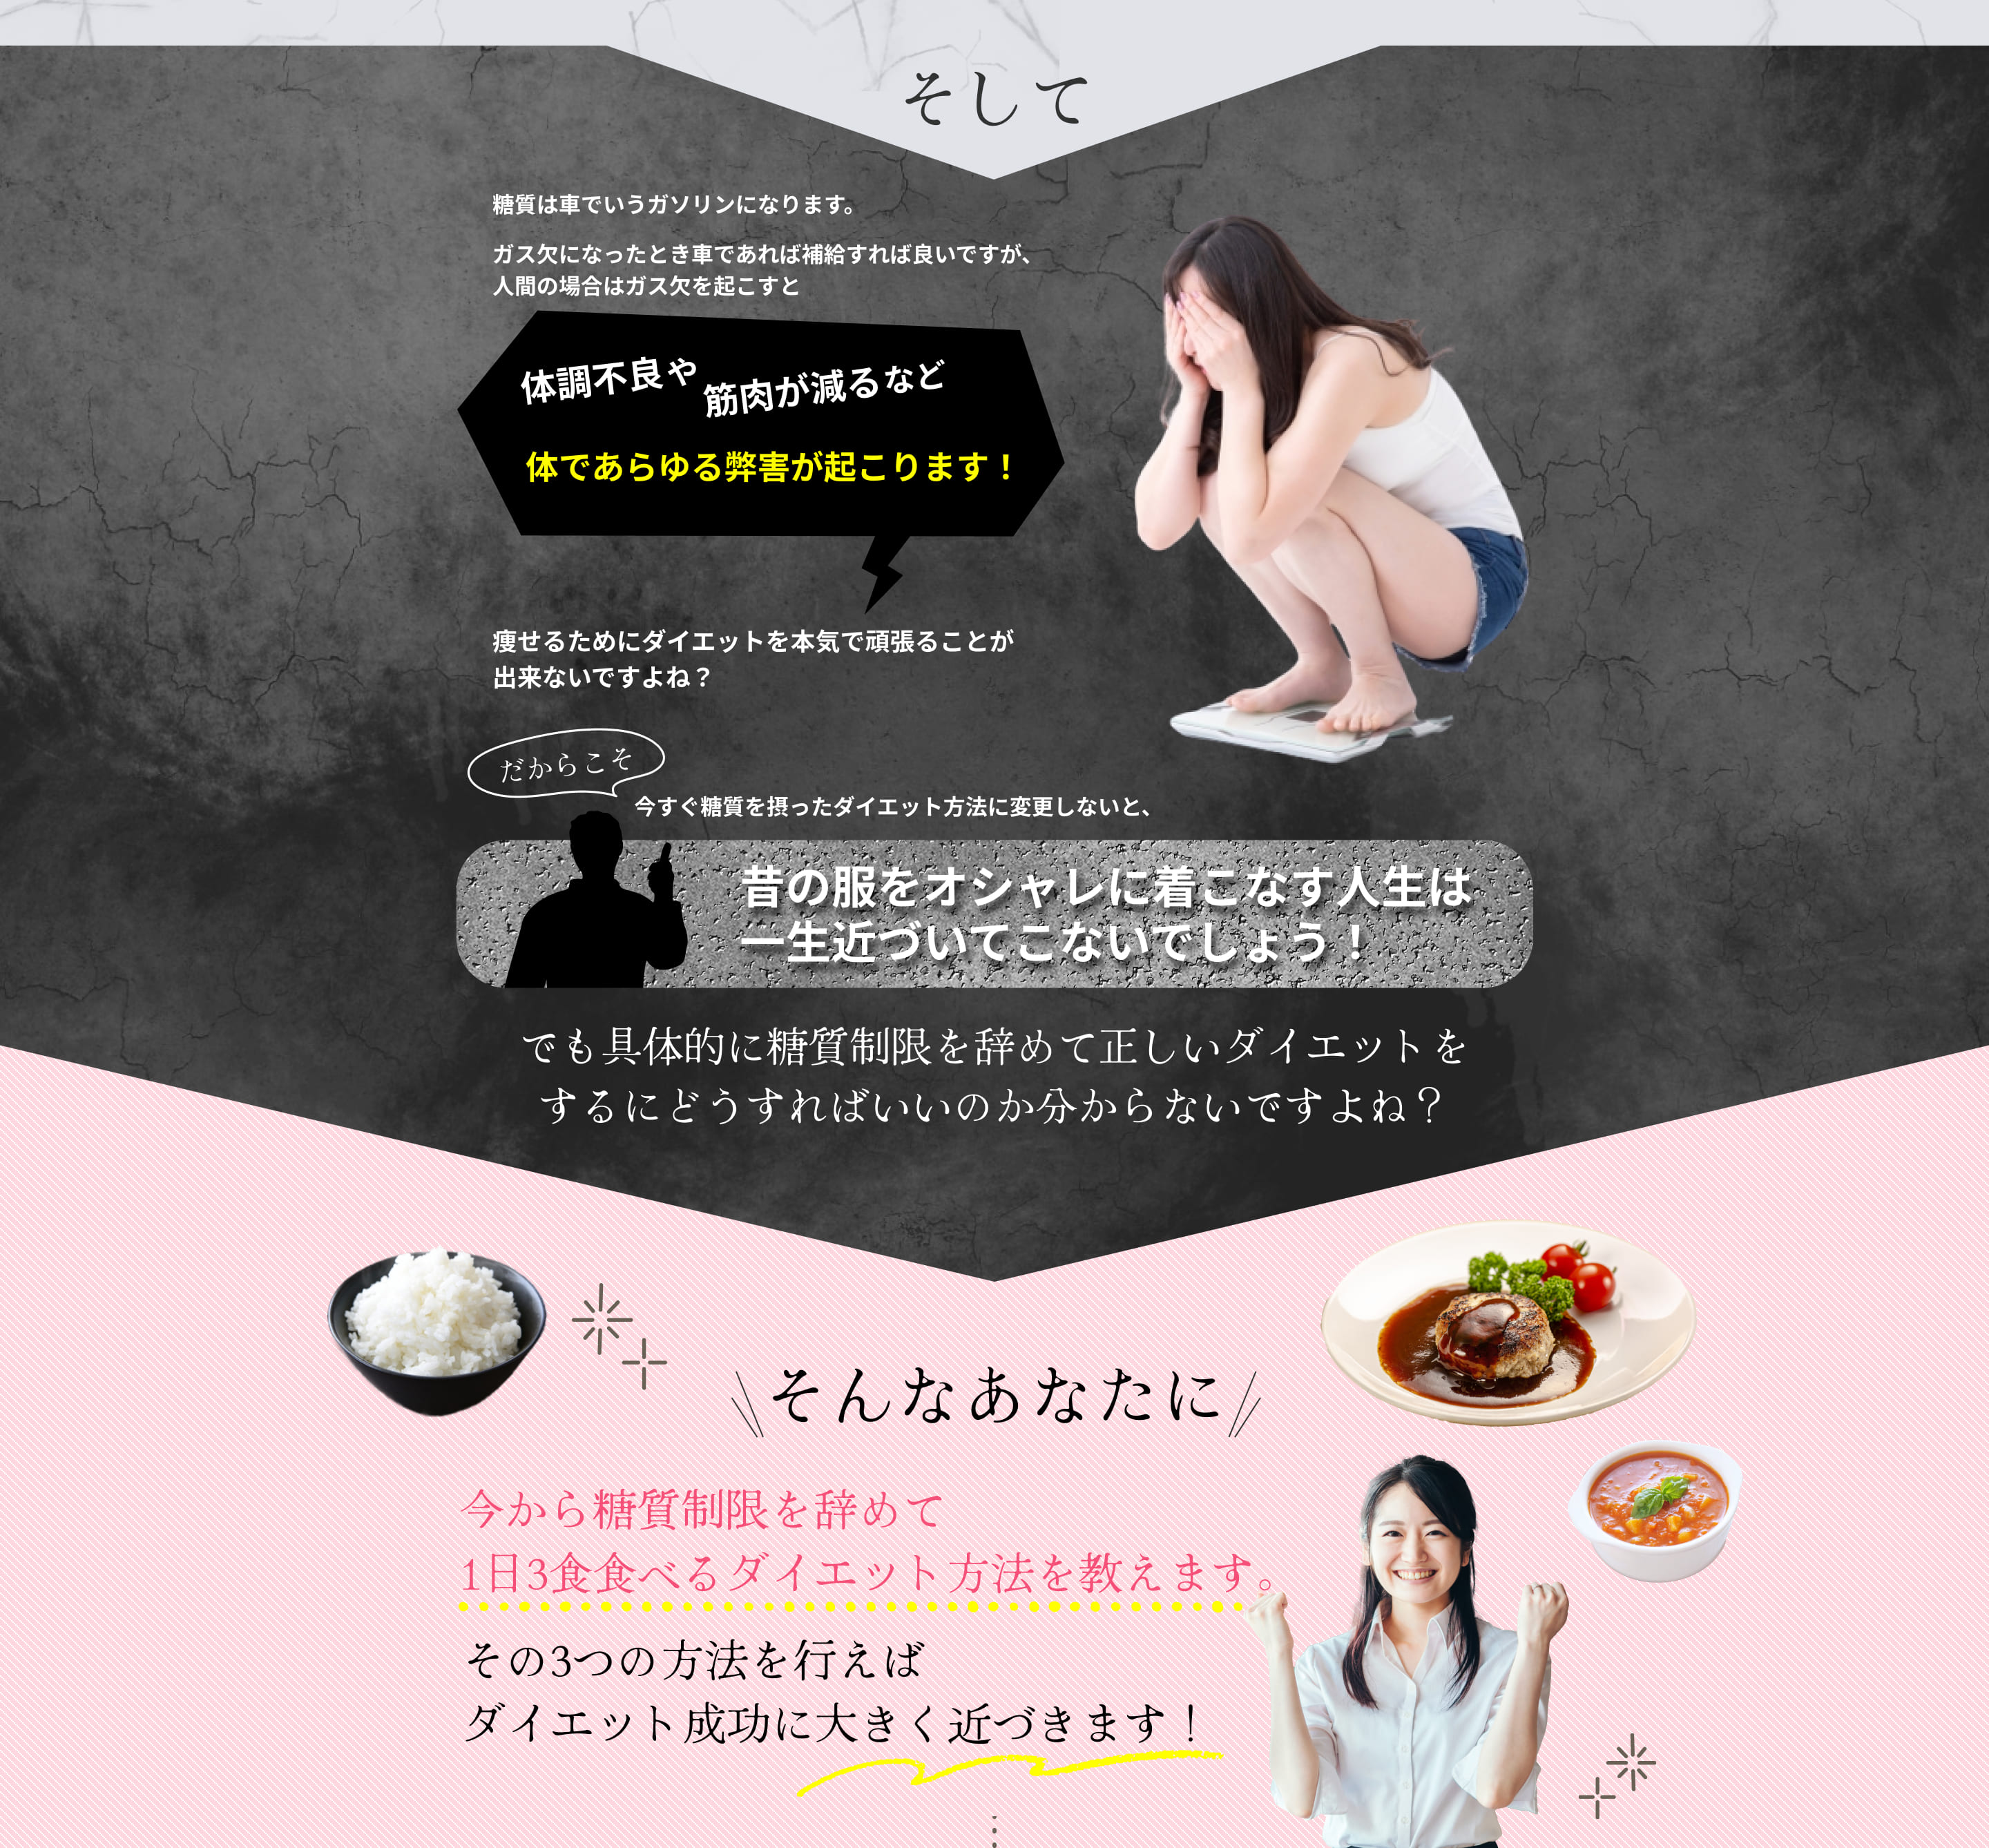 そして
糖質は車でいうガソリンになります。
ガス欠になったとき車であれば補給すれば良いですが、
人間の場合はガス欠を起こすと
体調不良や
筋肉が減るなど
体であらゆる弊害が起こります！
痩せるためにダイエットを本気で頑張ることが
出来ないですよね？
だからこそ
今すぐ糖質を摂ったダイエット方法に変更しないと、
昔の服をオシャレに着こなす人生は
一生近づいてこないでしょう！
でも具体的に糖質制限を辞めて正しいダイエットを
するにどうすればいいのか分からないですよね？
そんなあなたに
今から糖質制限を辞めて
1日3食食べるダイエット方法を教えます。
その3つの方法を行えば
ダイエット成功に大きく近づきます！